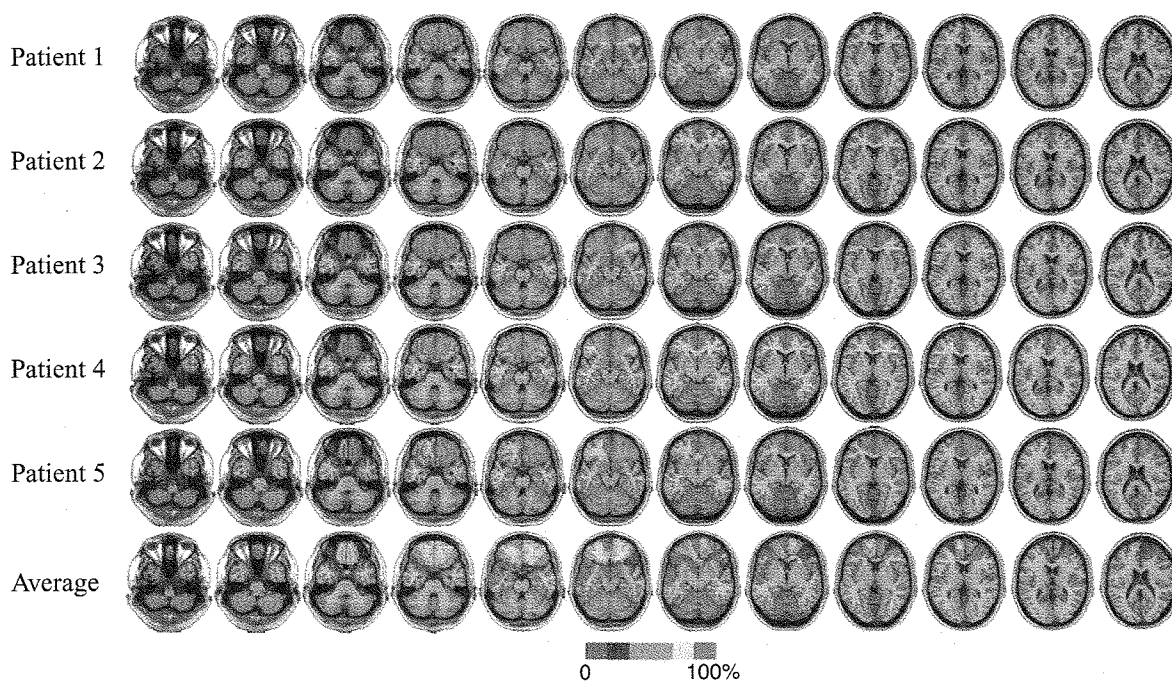 Patient 1
Patient 2
Patient 3
Patient 4
Patient 5
Average
0 100%